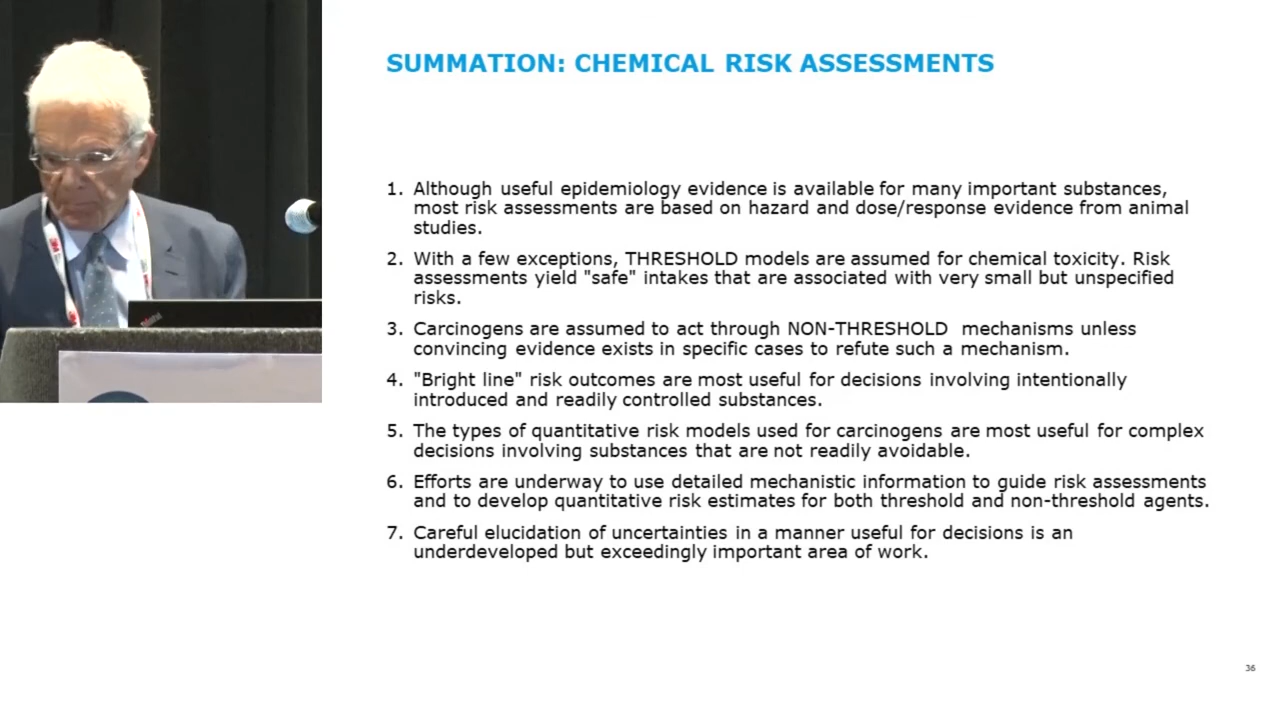 SUMMATION: CHEMICAL RISK ASSESSMENTS
1. Although useful epidemiology evidence is available for many important substances,
most risk assessments are based on hazard and dose/response evidence from animal
studies.
2. With a few exceptions, THRESHOLD models are assumed for chemical toxicity. Risk
assessments yield "safe" intakes that are associated with very small but unspecified
risks.
3. Carcinogens are assumed to act through NON-THRESHOLD mechanisms unless
convincing evidence exists in specific cases to refute such a mechanism.
4. "Bright line" risk outcomes are most useful for decisions involving intentionally
introduced and readily controlled substances.
5. The types of quantitative risk models used for carcinogens are most useful for complex
decisions involving substances that are not readily avoidable.
6. Efforts are underway to use detailed mechanistic information to guide risk assessments
and to develop quantitative risk estimates for both threshold and non-threshold agents.
7. Careful elucidation of uncertainties in a manner useful for decisions is an
underdeveloped but exceedingly important area of work.
36